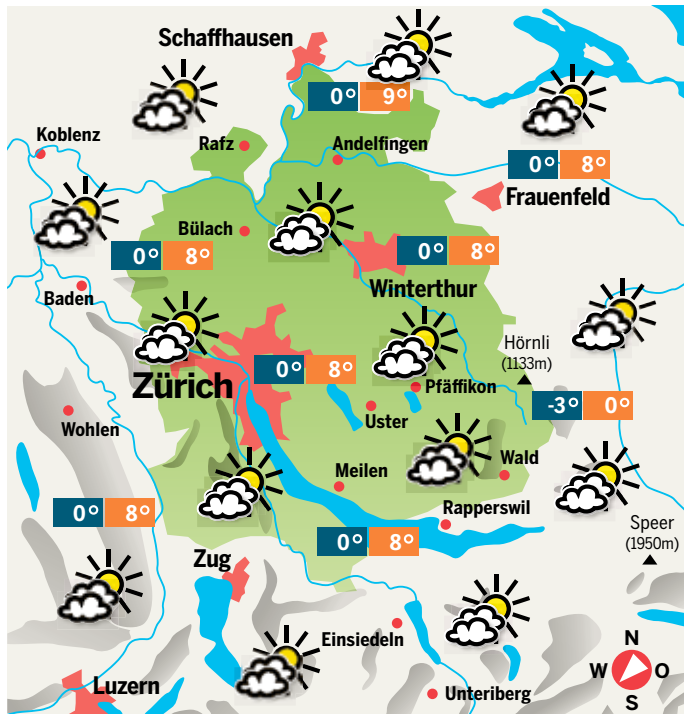 Schaffhausen
0° 9°
Koblenz
Rafz
Andelfingen
0° 8°
Frauenfeld
Bülach
0° 8°
0° 8°
Winterthur
Baden
Hörnli
(1133m)
Zürich
0° 8°
Pfäffikon
-3° 0°
Uster
Wohlen
Meilen
Wald
0° 8°
Rapperswil
Speer
(1950m)
0° 8°
Zug
Einsiedeln
N
W O
S
Luzern
Unteriberg